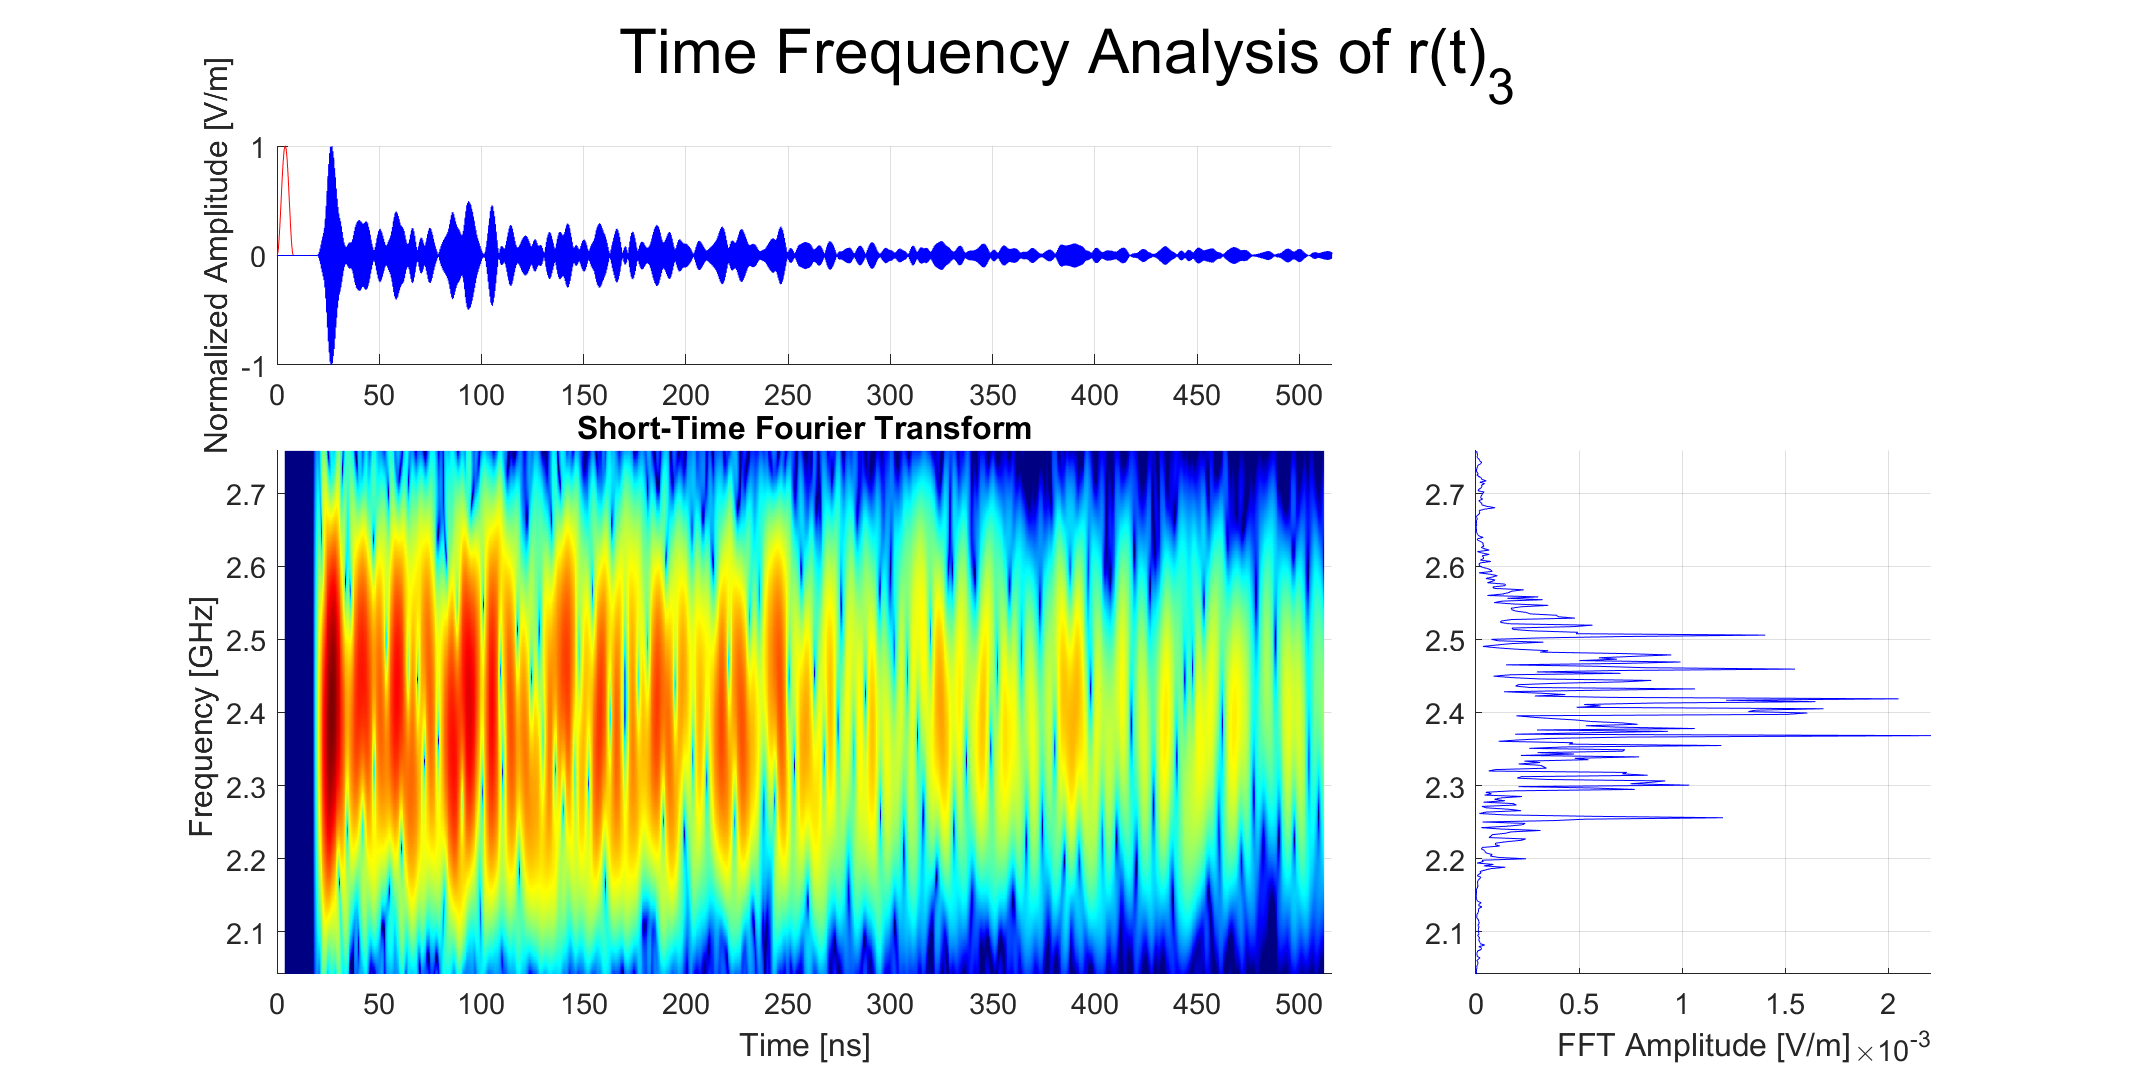 Time Frequency Analysis of r(t)₃
Normalized Amplitude [V/m]
1
0
-1
0 50 100 150 200 250 300 350 400 450 500
Short-Time Fourier Transform
Frequency [GHz]
2.7
2.6
2.5
2.4
2.3
2.2
2.1
0 50 100 150 200 250 300 350 400 450 500
Time [ns]
2.7
2.6
2.5
2.4
2.3
2.2
2.1
0 0.5 1 1.5 2
FFT Amplitude [V/m] ×10⁻³